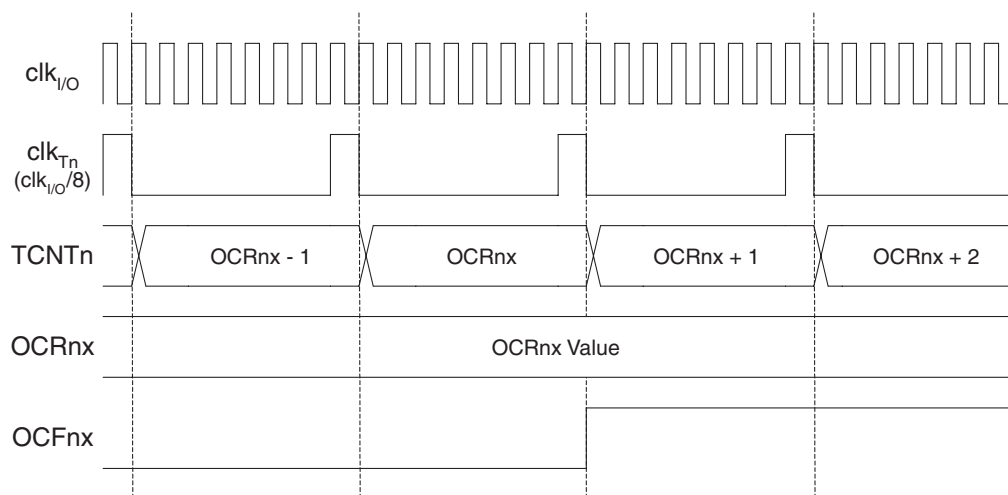 clkI/O
clkTn
(clkI/O/8)
TCNTn
OCRnx - 1
OCRnx
OCRnx + 1
OCRnx + 2
OCRnx
OCRnx Value
OCFnx